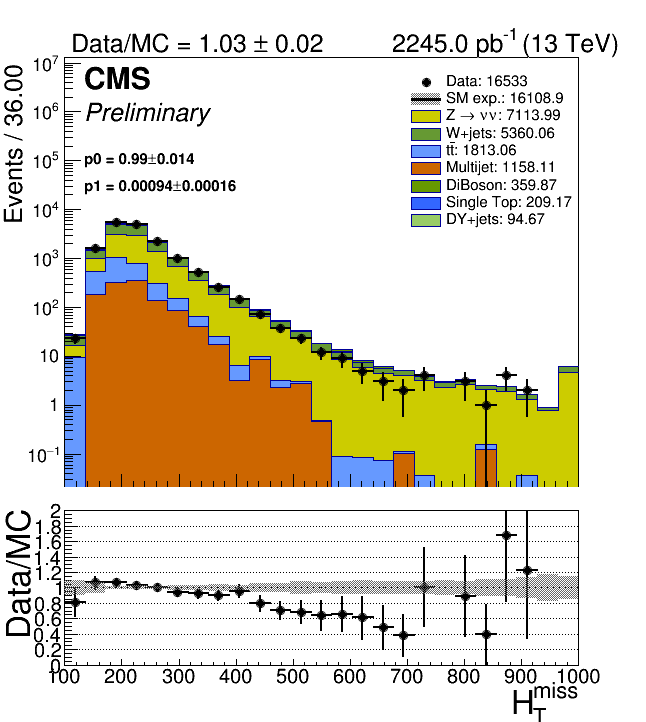 Data/MC = 1.03 ± 0.02 2245.0 pb⁻¹ (13 TeV)
Events / 36.00
10⁷
10⁶
10⁵
10⁴
10³
10²
10
1
10⁻¹
CMS
Preliminary
p0 = 0.99±0.014
p1 = 0.00094±0.00016
Data: 16533
SM exp.: 16108.9
Z → νν: 7113.99
W+jets: 5360.06
tt̄: 1813.06
Multijet: 1158.11
DiBoson: 359.87
Single Top: 209.17
DY+jets: 94.67
Data/MC
2
1.8
1.6
1.4
1.2
1
0.8
0.6
0.4
0.2
0
100 200 300 400 500 600 700 800 900 1000
H_T^miss